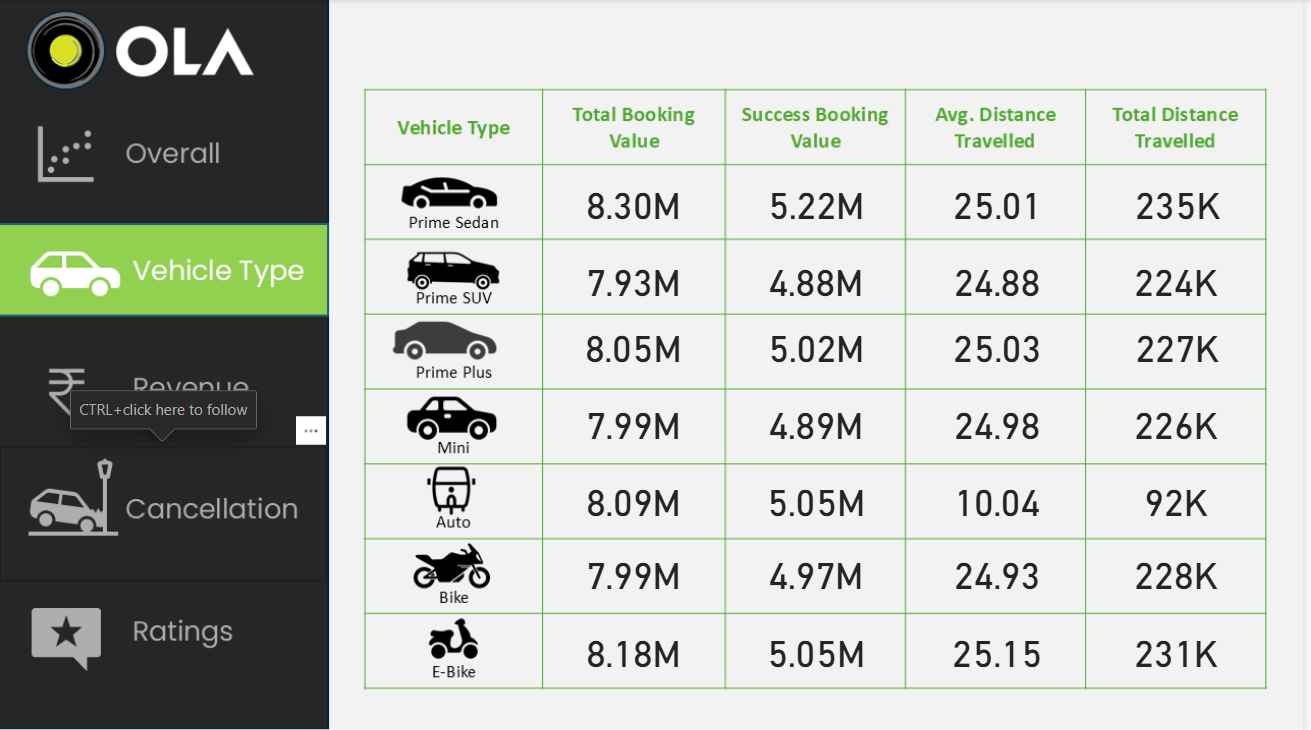 OLA
Overall
Vehicle Type
Revenue
CTRL+click here to follow
...
Cancellation
Ratings
Vehicle Type
Total Booking
Value
Success Booking
Value
Avg. Distance
Travelled
Total Distance
Travelled
Prime Sedan
8.30M
5.22M
25.01
235K
Prime SUV
7.93M
4.88M
24.88
224K
Prime Plus
8.05M
5.02M
25.03
227K
Mini
7.99M
4.89M
24.98
226K
Auto
8.09M
5.05M
10.04
92K
Bike
7.99M
4.97M
24.93
228K
E-Bike
8.18M
5.05M
25.15
231K